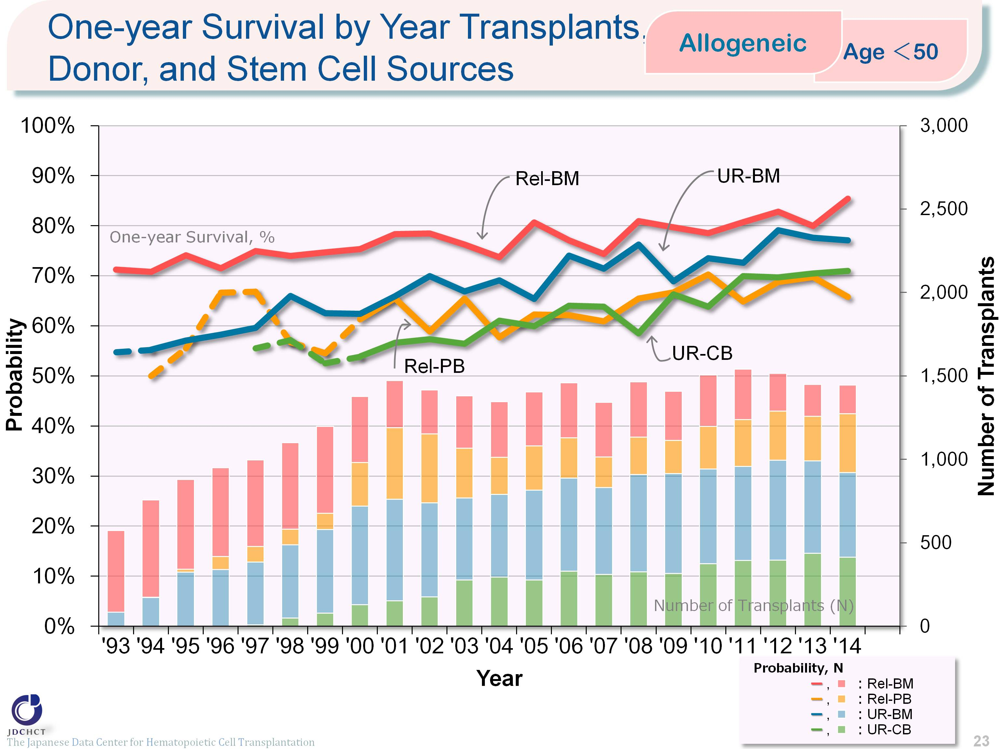 One-year Survival by Year Transplants,
Donor, and Stem Cell Sources
Allogeneic
Age <50
100%
90%
80%
70%
60%
50%
40%
30%
20%
10%
0%
Probability
3,000
2,500
2,000
1,500
1,000
500
0
Number of Transplants
One-year Survival, %
Rel-BM
UR-BM
Rel-PB
UR-CB
Number of Transplants (N)
'93 '94 '95 '96 '97 '98 '99 '00 '01 '02 '03 '04 '05 '06 '07 '08 '09 '10 '11 '12 '13 '14
Year
Probability, N
, : Rel-BM
, : Rel-PB
, : UR-BM
, : UR-CB
JDCHCT
The Japanese Data Center for Hematopoietic Cell Transplantation
23